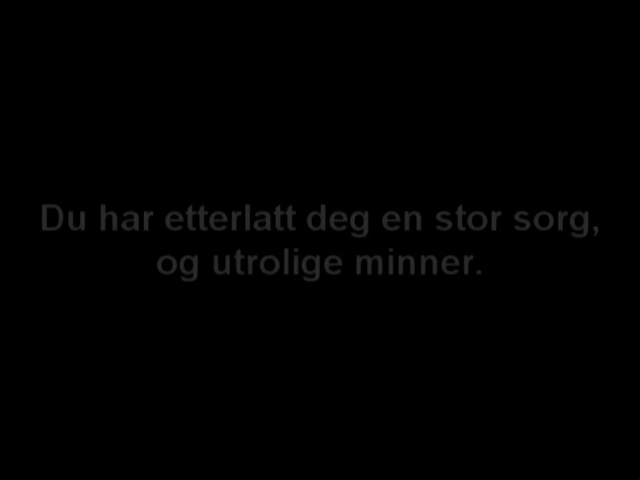 Du har etterlatt deg en stor sorg,
og utrolige minner.